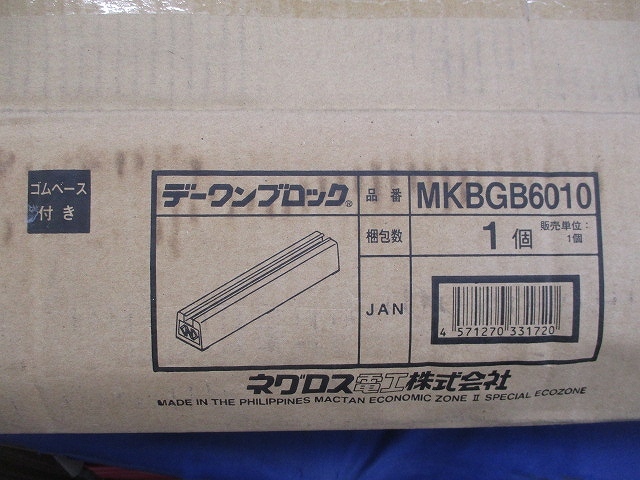 ゴムベース
付き
デーワンブロック®
品番
MKBGB6010
梱包数
1個
販売単位:
1個
JAN
4 571270 331720
ネグロス電工株式会社
MADE IN THE PHILIPPINES MACTAN ECONOMIC ZONE II SPECIAL ECOZONE